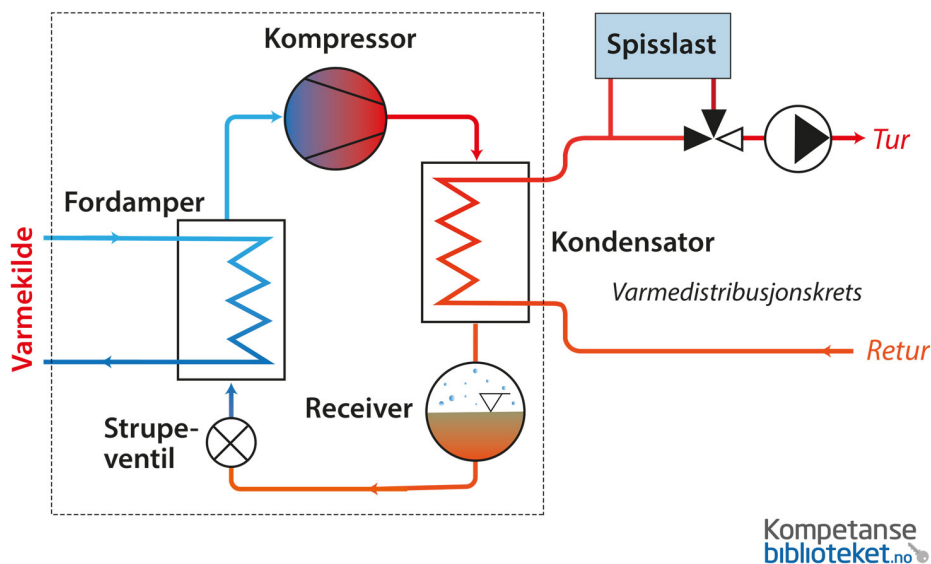 Kompressor
Spisslast
Tur
Fordamper
Varmekilde
Kondensator
Varmedistribusjonskrets
Retur
Receiver
Strupe-
ventil
Kompetanse
biblioteket.no